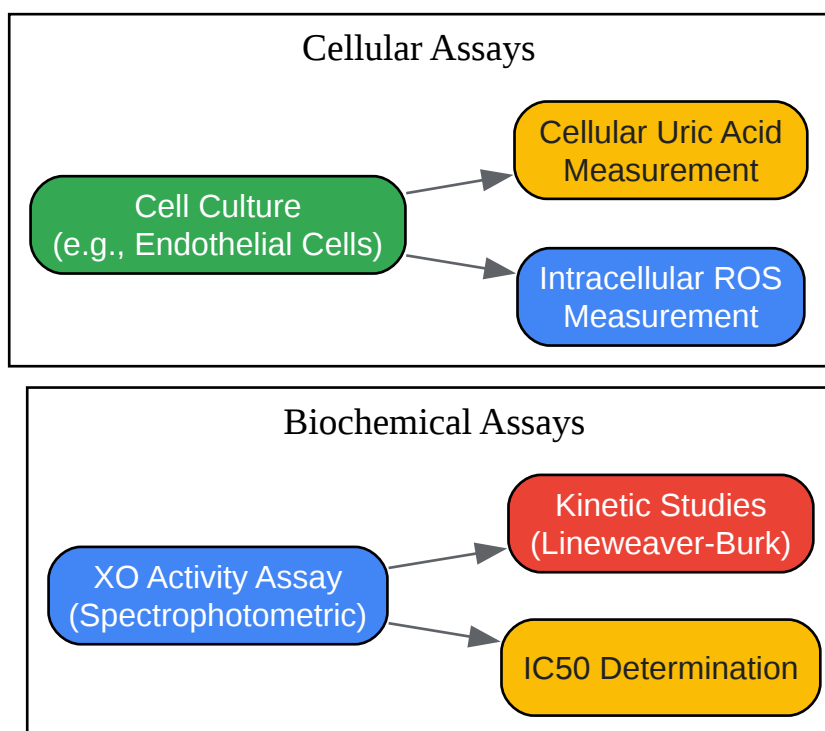 Cellular Assays
Cell Culture
(e.g., Endothelial Cells)
Cellular Uric Acid
Measurement
Intracellular ROS
Measurement
Biochemical Assays
XO Activity Assay
(Spectrophotometric)
Kinetic Studies
(Lineweaver-Burk)
IC50 Determination